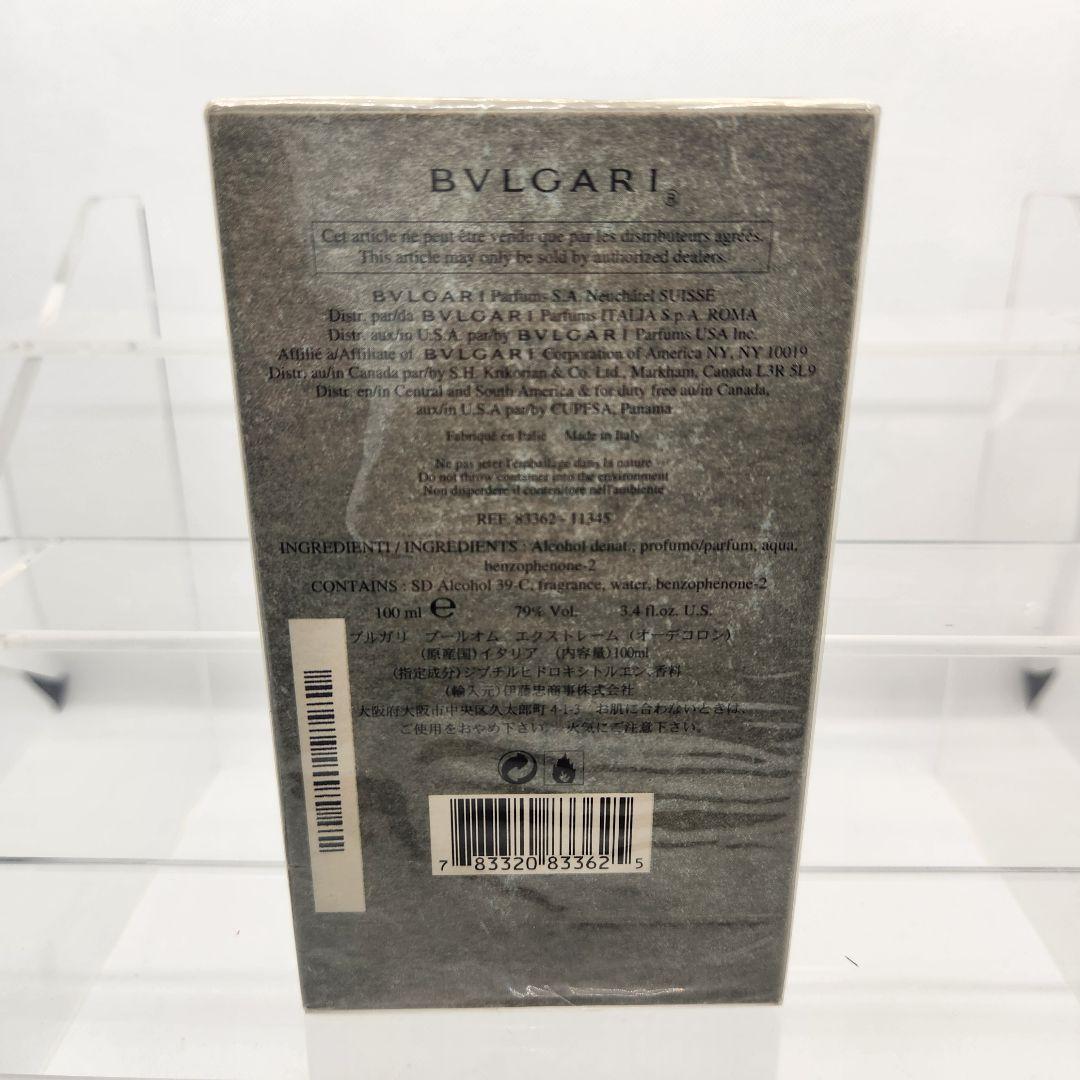 BVLGARI®
Cet article ne peut être vendu que par les distributeurs agréés.
This article may only be sold by authorized dealers.
BVLGARI Parfums S.A. Neuchâtel SUISSE
Distr. par/da BVLGARI Parfums ITALIA S.p.A. ROMA
Distr. aux/in U.S.A. par/by BVLGARI Parfums USA Inc.
Affilié à/Affiliate of BVLGARI Corporation of America NY, NY 10019
Distr. au/in Canada par/by S.H. Krikorian & Co. Ltd., Markham, Canada L3R 5L9
Distr. en/in Central and South America & for duty free au/in Canada,
aux/in U.S.A par/by CUPFSA, Panama
Fabriqué en Italie Made in Italy
Ne pas jeter l'emballage dans la nature
Do not throw container into the environment
Non disperdere il contenitore nell'ambiente
REF. 83362 - 11345
INGREDIENTI / INGREDIENTS : Alcohol denat., profumo/parfum, aqua,
benzophenone-2
CONTAINS : SD Alcohol 39-C, fragrance, water, benzophenone-2
100 ml e 79% Vol. 3.4 fl.oz. U.S.
ブルガリ プールオム エクストレーム (オーデコロン)
(原産国)イタリア (内容量)100ml
(指定成分)ジブチルヒドロキシトルエン、香料
(輸入元)伊藤忠商事株式会社
大阪府大阪市中央区久太郎町 4-1-3 お肌に合わないときは、
ご使用をおやめ下さい。 火気にご注意下さい。
7 83320 83362 5